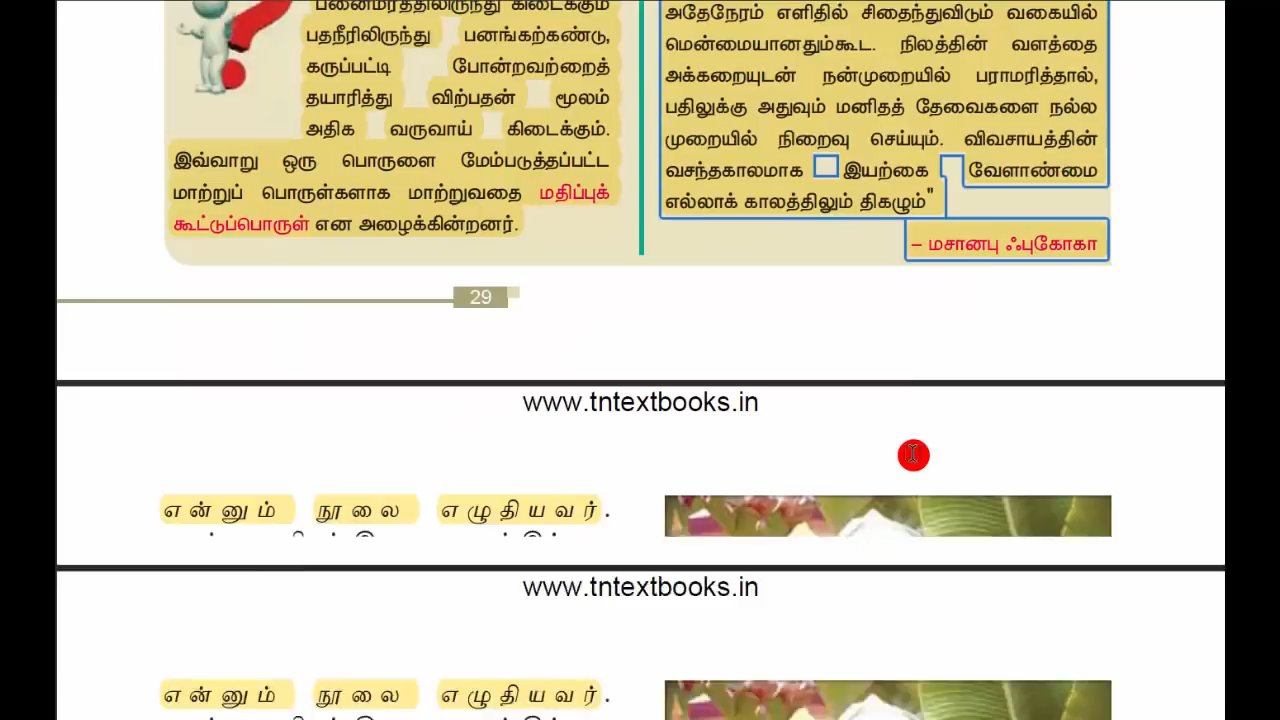 பனைமரத்திலிருந்து கிடைக்கும்
பதநீரிலிருந்து பனங்கற்கண்டு,
கருப்பட்டி போன்றவற்றைத்
தயாரித்து விற்பதன் மூலம்
அதிக வருவாய் கிடைக்கும்.
இவ்வாறு ஒரு பொருளை மேம்படுத்தப்பட்ட
மாற்றுப் பொருள்களாக மாற்றுவதை மதிப்புக்
கூட்டுப்பொருள் என அழைக்கின்றனர்.
அதேநேரம் எளிதில் சிதைந்துவிடும் வகையில்
மென்மையானதும்கூட. நிலத்தின் வளத்தை
அக்கறையுடன் நன்முறையில் பராமரித்தால்,
பதிலுக்கு அதுவும் மனிதத் தேவைகளை நல்ல
முறையில் நிறைவு செய்யும். விவசாயத்தின்
வசந்தகாலமாக இயற்கை வேளாண்மை
எல்லாக் காலத்திலும் திகழும்"
– மசானபு ஃபுகோகா
29
www.tntextbooks.in
என்னும் நூலை எழுதியவர்.
www.tntextbooks.in
என்னும் நூலை எழுதியவர்.